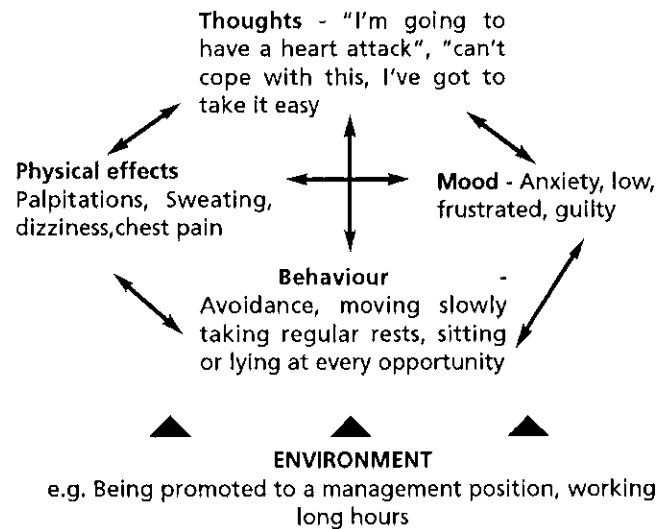 Thoughts - "I'm going to
have a heart attack", "can't
cope with this, I've got to
take it easy
Physical effects
Palpitations, Sweating,
dizziness,chest pain
Mood - Anxiety, low,
frustrated, guilty
Behaviour -
Avoidance, moving slowly
taking regular rests, sitting
or lying at every opportunity
ENVIRONMENT
e.g. Being promoted to a management position, working
long hours